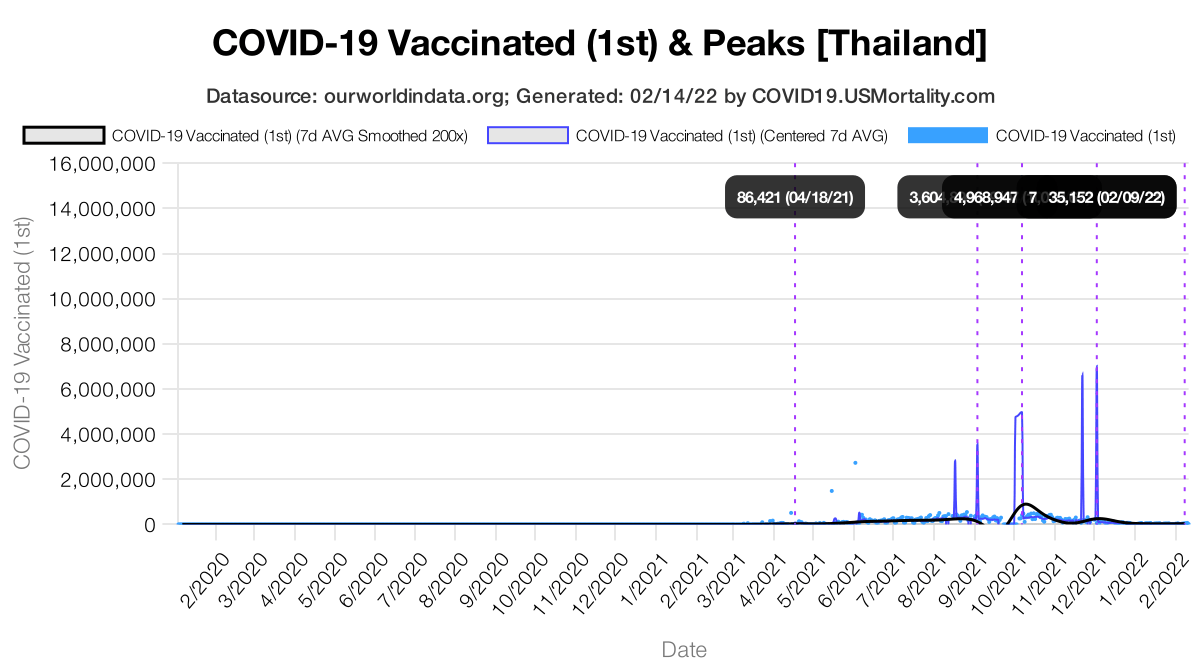 COVID-19 Vaccinated (1st) & Peaks [Thailand]
Datasource: ourworldindata.org; Generated: 02/14/22 by COVID19.USMortality.com
COVID-19 Vaccinated (1st) (7d AVG Smoothed 200x) COVID-19 Vaccinated (1st) (Centered 7d AVG) COVID-19 Vaccinated (1st)
COVID-19 Vaccinated (1st)
16,000,000
14,000,000
12,000,000
10,000,000
8,000,000
6,000,000
4,000,000
2,000,000
0
86,421 (04/18/21) 3,604 4,968,947 7,0 35,152 (02/09/22)
2/2020 3/2020 4/2020 5/2020 6/2020 7/2020 8/2020 9/2020 10/2020 11/2020 12/2020 1/2021 2/2021 3/2021 4/2021 5/2021 6/2021 7/2021 8/2021 9/2021 10/2021 11/2021 12/2021 1/2022 2/2022
Date